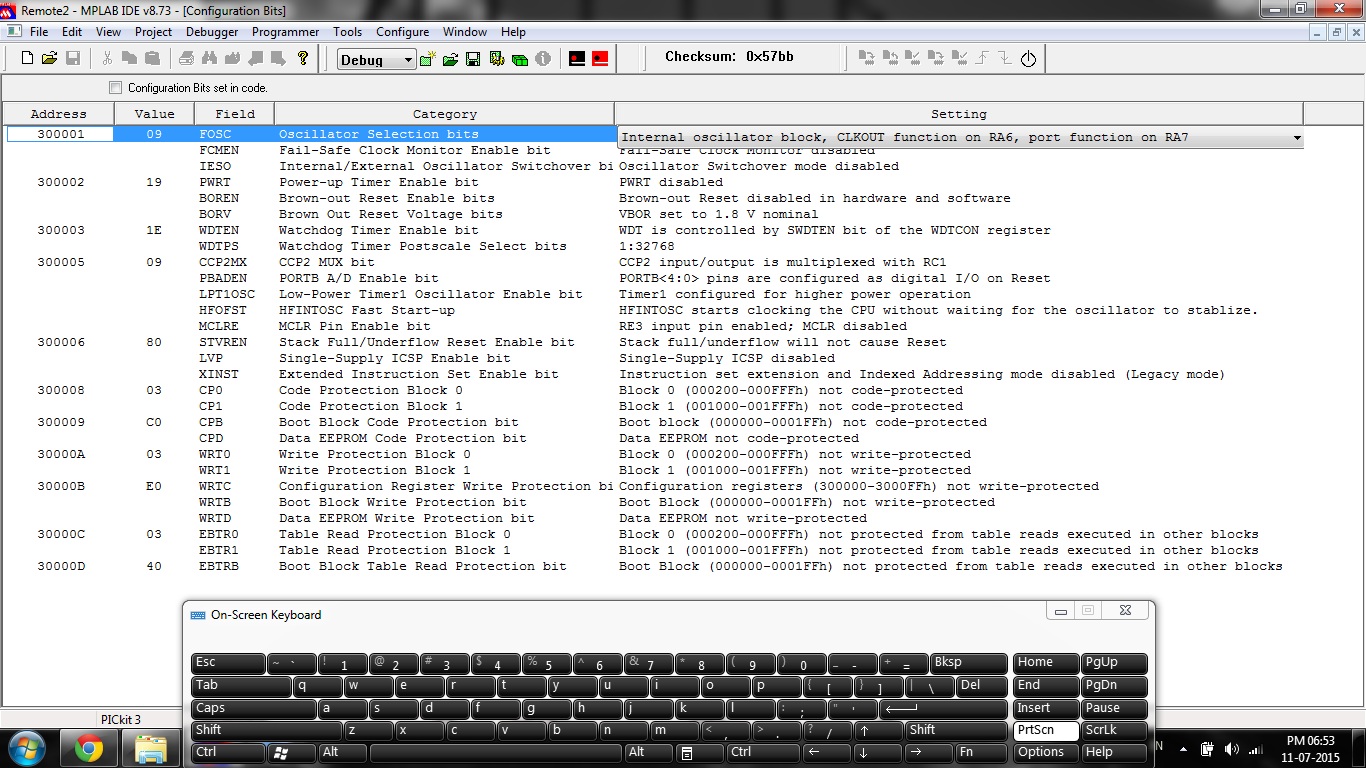 Remote2 - MPLAB IDE v8.73 - [Configuration Bits]
File Edit View Project Debugger Programmer Tools Configure Window Help
Debug Checksum: 0x57bb
Configuration Bits set in code.
Address Value Field Category Setting
300001 09 FOSC Oscillator Selection bits Internal oscillator block, CLKOUT function on RA6, port function on RA7
FCMEN Fail-Safe Clock Monitor Enable bit Fail-Safe Clock Monitor disabled
IESO Internal/External Oscillator Switchover bi Oscillator Switchover mode disabled
300002 19 PWRT Power-up Timer Enable bit PWRT disabled
BOREN Brown-out Reset Enable bits Brown-out Reset disabled in hardware and software
BORV Brown Out Reset Voltage bits VBOR set to 1.8 V nominal
300003 1E WDTEN Watchdog Timer Enable bit WDT is controlled by SWDTEN bit of the WDTCON register
WDTPS Watchdog Timer Postscale Select bits 1:32768
300005 09 CCP2MX CCP2 MUX bit CCP2 input/output is multiplexed with RC1
PBADEN PORTB A/D Enable bit PORTB<4:0> pins are configured as digital I/O on Reset
LPT1OSC Low-Power Timer1 Oscillator Enable bit Timer1 configured for higher power operation
HFOFST HFINTOSC Fast Start-up HFINTOSC starts clocking the CPU without waiting for the oscillator to stablize.
MCLRE MCLR Pin Enable bit RE3 input pin enabled; MCLR disabled
300006 80 STVREN Stack Full/Underflow Reset Enable bit Stack full/underflow will not cause Reset
LVP Single-Supply ICSP Enable bit Single-Supply ICSP disabled
XINST Extended Instruction Set Enable bit Instruction set extension and Indexed Addressing mode disabled (Legacy mode)
300008 03 CP0 Code Protection Block 0 Block 0 (000200-000FFFh) not code-protected
CP1 Code Protection Block 1 Block 1 (001000-001FFFh) not code-protected
300009 C0 CPB Boot Block Code Protection bit Boot block (000000-0001FFh) not code-protected
CPD Data EEPROM Code Protection bit Data EEPROM not code-protected
30000A 03 WRT0 Write Protection Block 0 Block 0 (000200-000FFFh) not write-protected
WRT1 Write Protection Block 1 Block 1 (001000-001FFFh) not write-protected
30000B E0 WRTC Configuration Register Write Protection bi Configuration registers (300000-3000FFh) not write-protected
WRTB Boot Block Write Protection bit Boot Block (000000-0001FFh) not write-protected
WRTD Data EEPROM Write Protection bit Data EEPROM not write-protected
30000C 03 EBTR0 Table Read Protection Block 0 Block 0 (000200-000FFFh) not protected from table reads executed in other blocks
EBTR1 Table Read Protection Block 1 Block 1 (001000-001FFFh) not protected from table reads executed in other blocks
30000D 40 EBTRB Boot Block Table Read Protection bit Boot Block (000000-0001FFh) not protected from table reads executed in other blocks
On-Screen Keyboard
Esc ~ ` ! 1 @ 2 # 3 $ 4 % 5 ^ 6 & 7 * 8 ( 9 ) 0 _ - + = Bksp Home PgUp
Tab q w e r t y u i o p { [ } ] | \ Del End PgDn
Caps a s d f g h j k l : ; " ' Insert Pause
PICkit 3
Shift z x c v b n m < , > . ? / ↑ Shift PrtScn ScrLk
Ctrl Alt Alt Ctrl ← ↓ → Fn Options Help
N PM 06:53
11-07-2015